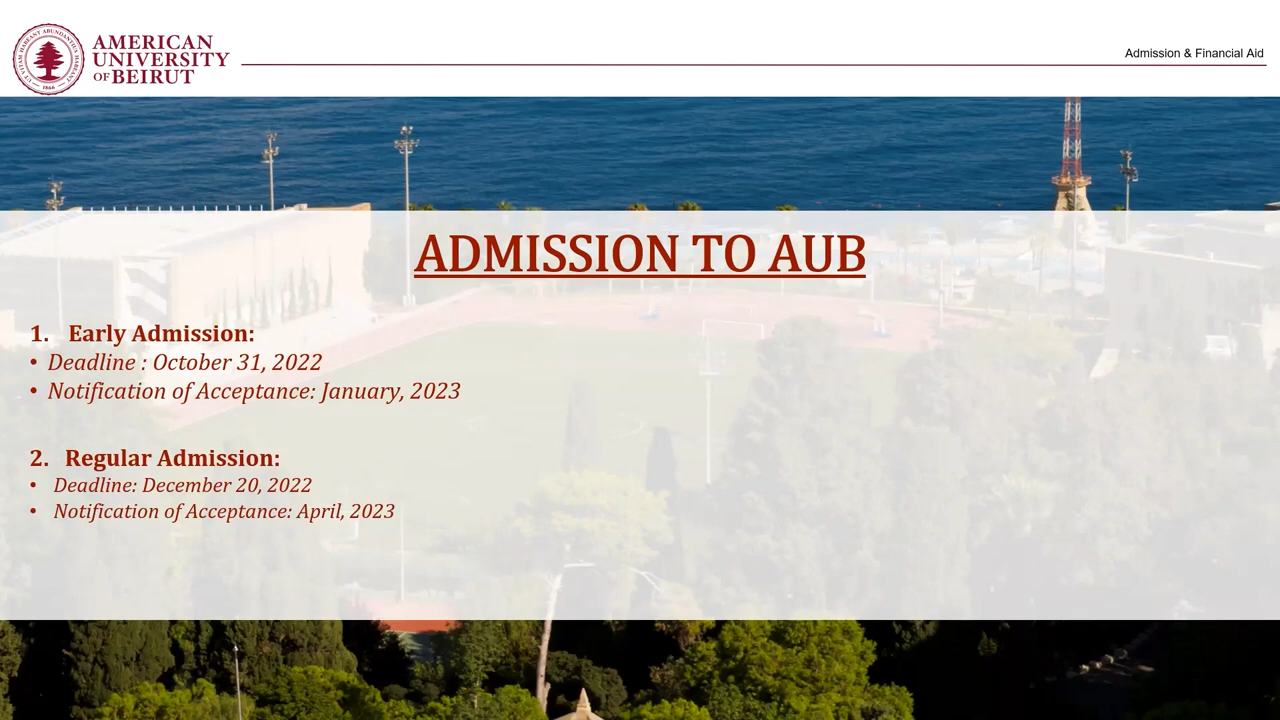 AMERICAN
UNIVERSITY
OF BEIRUT
1866
Admission & Financial Aid
ADMISSION TO AUB
1. Early Admission:
• Deadline : October 31, 2022
• Notification of Acceptance: January, 2023
2. Regular Admission:
• Deadline: December 20, 2022
• Notification of Acceptance: April, 2023